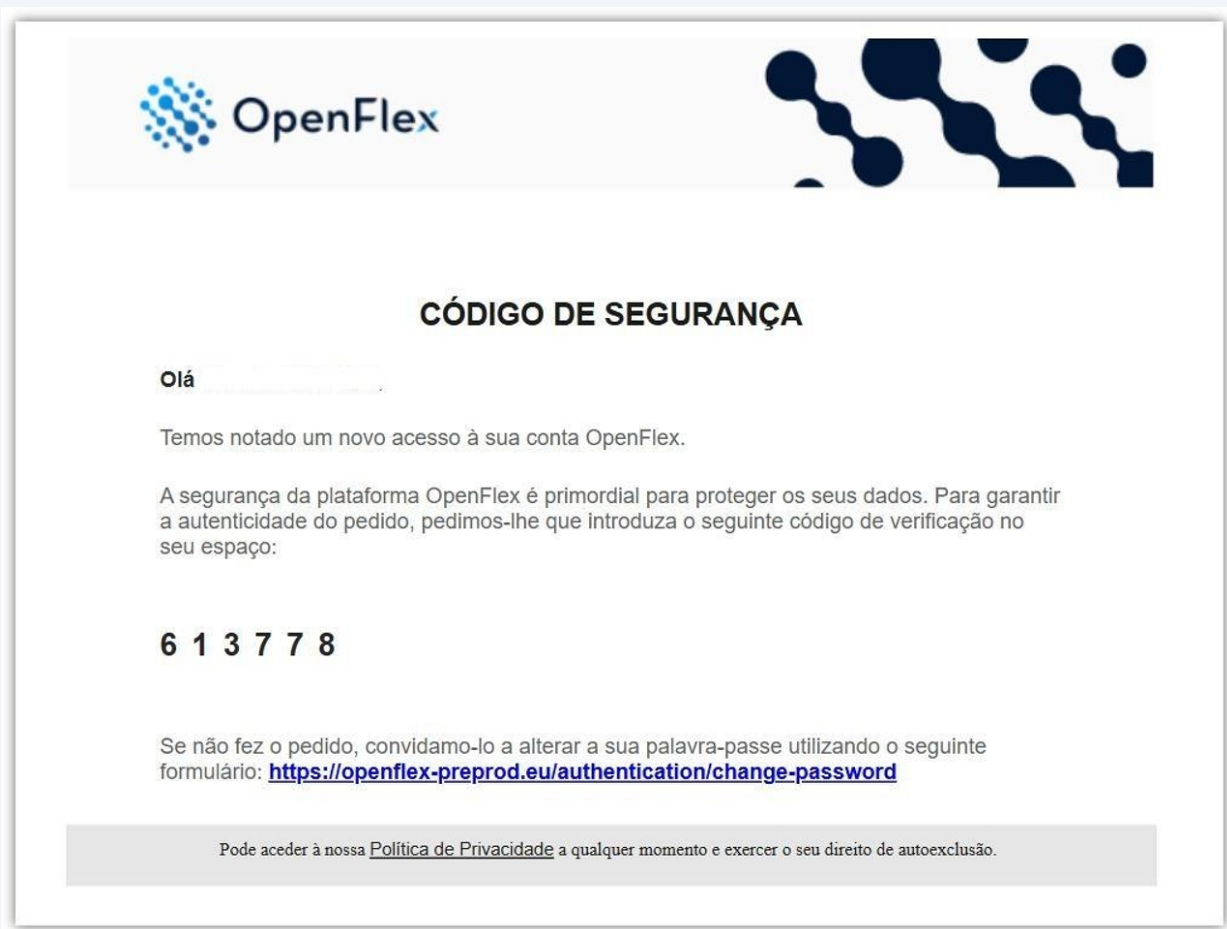 OpenFlex
CÓDIGO DE SEGURANÇA
Olá
Temos notado um novo acesso à sua conta OpenFlex.
A segurança da plataforma OpenFlex é primordial para proteger os seus dados. Para garantir
a autenticidade do pedido, pedimos-lhe que introduza o seguinte código de verificação no
seu espaço:
6 1 3 7 7 8
Se não fez o pedido, convidamo-lo a alterar a sua palavra-passe utilizando o seguinte
formulário: https://openflex-preprod.eu/authentication/change-password
Pode aceder à nossa Política de Privacidade a qualquer momento e exercer o seu direito de autoexclusão.